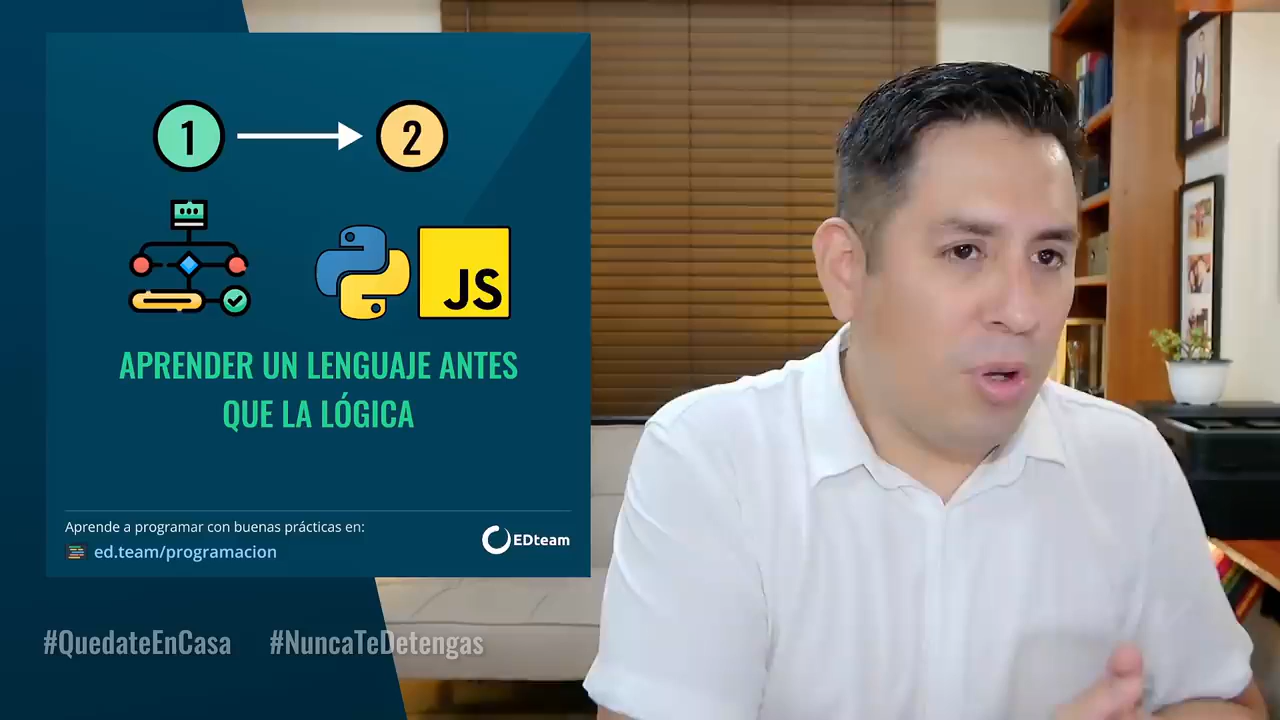 1
2
JS
APRENDER UN LENGUAJE ANTES
QUE LA LÓGICA
Aprende a programar con buenas prácticas en:
ed.team/programacion
EDteam
#QuedateEnCasa #NuncaTeDetengas